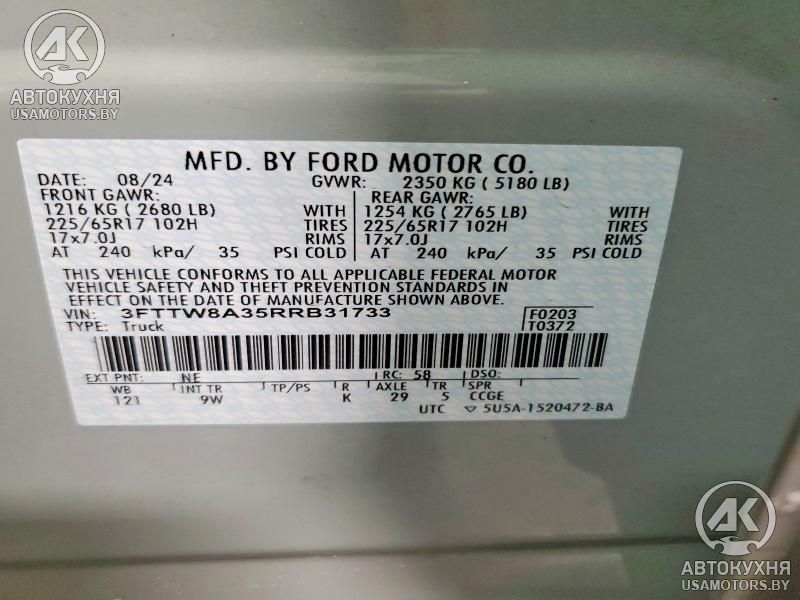 AK
АВТОКУХНЯ
USAMOTORS.BY
MFD. BY FORD MOTOR CO.
DATE: 08/24 GVWR: 2350 KG ( 5180 LB)
FRONT GAWR: REAR GAWR:
1216 KG ( 2680 LB) WITH 1254 KG ( 2765 LB) WITH
225/65R17 102H TIRES 225/65R17 102H TIRES
17x7.0J RIMS 17x7.0J RIMS
AT 240 kPa/ 35 PSI COLD AT 240 kPa/ 35 PSI COLD
THIS VEHICLE CONFORMS TO ALL APPLICABLE FEDERAL MOTOR
VEHICLE SAFETY AND THEFT PREVENTION STANDARDS IN
EFFECT ON THE DATE OF MANUFACTURE SHOWN ABOVE.
VIN: 3FTTW8A35RRB31733 F0203
TYPE: Truck T0372
EXT PNT: NE RC: 58 DSO:
WB INT TR TP/PS R AXLE TR SPR
121 9W K 29 5 CCGE
UTC ▽ 5U5A-1520472-BA
AK
АВТОКУХНЯ
USAMOTORS.BY